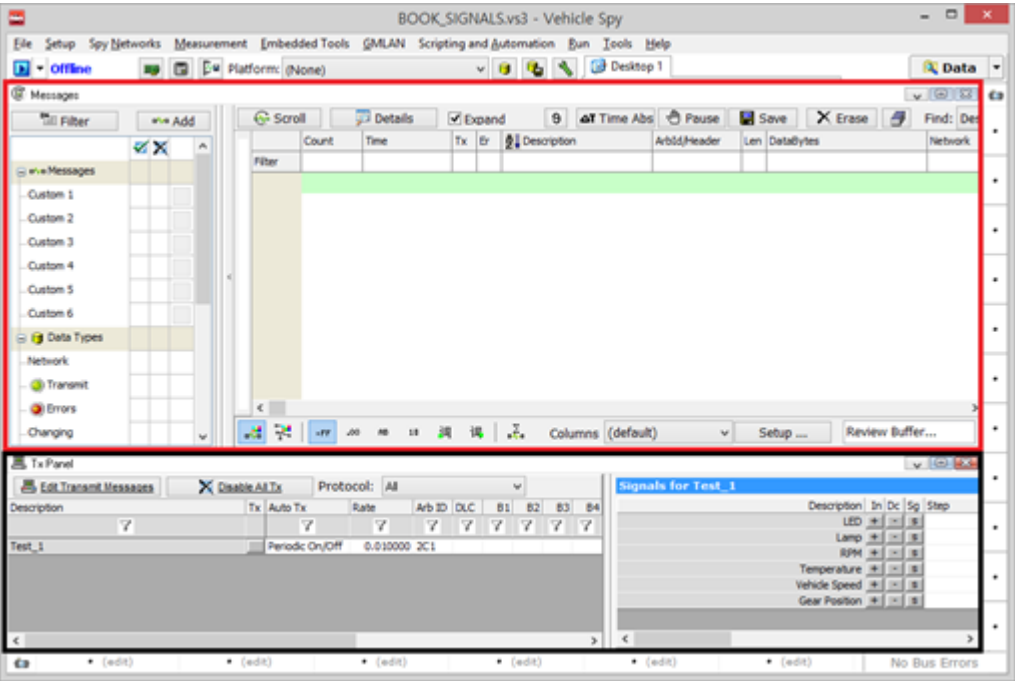 BOOK_SIGNALS.vs3 - Vehicle Spy
File Setup Spy Networks Measurement Embedded Tools GMLAN Scripting and Automation Run Tools Help
Offline Platform: (None) Desktop 1 Data
Messages
Filter Add Scroll Details Expand 9 ΔT Time Abs Pause Save Erase Find: Des
Count Time Tx Er Description ArbId/Header Len DataBytes Network
Filter
Messages
Custom 1
Custom 2
Custom 3
Custom 4
Custom 5
Custom 6
Data Types
Network
Transmit
Errors
Changing
Columns (default) Setup ... Review Buffer...
Tx Panel
Edit Transmit Messages Disable All Tx Protocol: All
Description Tx Auto Tx Rate Arb ID DLC B1 B2 B3 B4
Test_1 Periodic On/Off 0.010000 2C1
Signals for Test_1
Description In Dc Sg Step
LED + - s
Lamp + - s
RPM + - s
Temperature + - s
Vehicle Speed + - s
Gear Position + - s
(edit) (edit) (edit) (edit) (edit) (edit) No Bus Errors